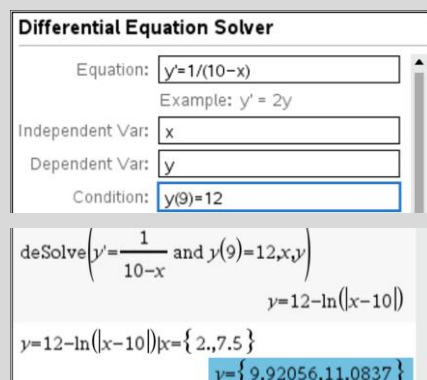 Differential Equation Solver
Equation: y'=1/(10−x)
Example: y' = 2y
Independent Var: x
Dependent Var: y
Condition: y(9)=12
deSolve(y'=1/(10−x) and y(9)=12,x,y)
y=12−ln(|x−10|)
y=12−ln(|x−10|)|x={2.,7.5}
y={9.92056,11.0837}